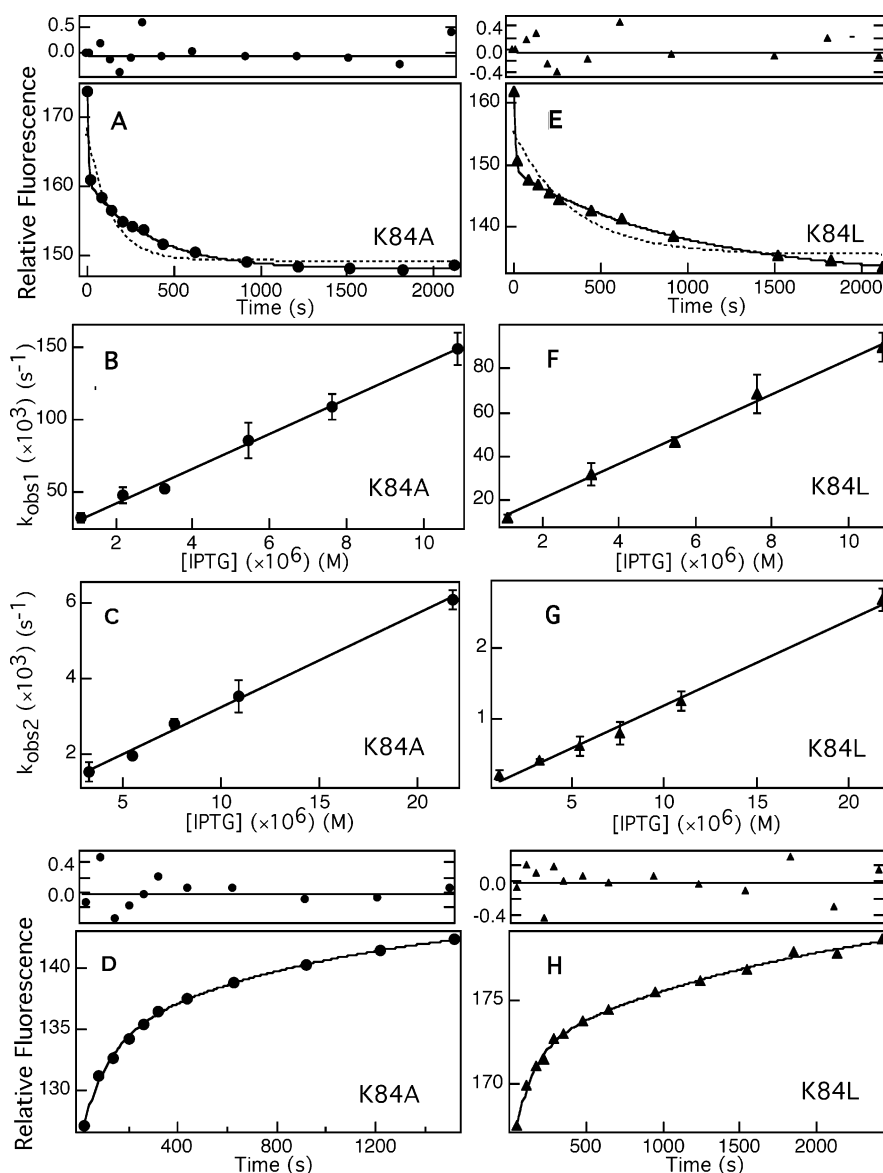 0.5
0.0
0.4
0.0
-0.4
Relative Fluorescence
170
160
150
A
K84A
0 500 1000 1500 2000
Time (s)
160
150
140
E
K84L
0 500 1000 1500 2000
Time (s)
kobs1 (×10³) (s⁻¹)
150
100
50
B
K84A
2 4 6 8 10
[IPTG] (×10⁶) (M)
80
60
40
20
F
K84L
2 4 6 8 10
[IPTG] (×10⁶) (M)
kobs2 (×10³) (s⁻¹)
6
4
2
C
K84A
5 10 15 20
[IPTG] (×10⁶) (M)
2
1
G
K84L
5 10 15 20
[IPTG] (×10⁶) (M)
0.4
0.0
0.0
-0.4
Relative Fluorescence
140
135
130
D
K84A
400 800 1200
Time (s)
175
170
H
K84L
0 500 1000 1500 2000
Time (s)